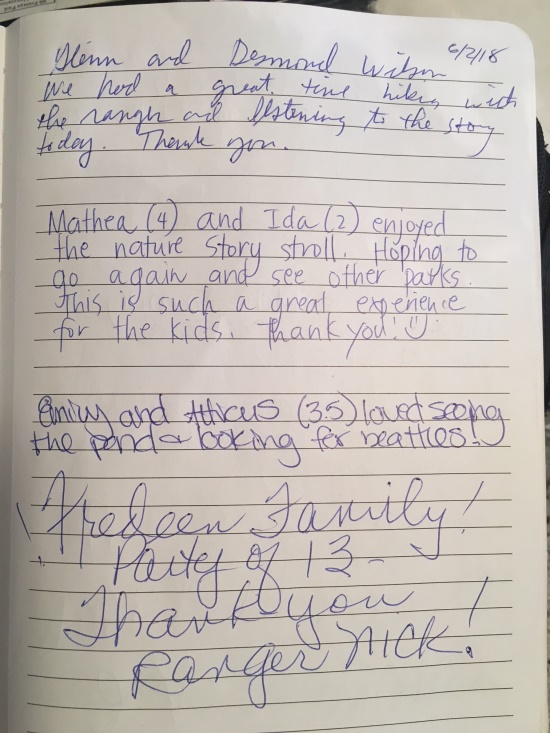 Glenn and Desmond Wilson 6/2/18
We had a great time hiking with
the ranger and listening to the story
today. Thank you.
Mathea (4) and Ida (2) enjoyed
the nature story stroll. Hoping to
go again and see other parks.
This is such a great experience
for the kids. Thank you! ☺
and Atticus (3.5) loved seeing
the pond & looking for beattles!
Fredeen Family!
Party of 13 -
Thank you
Ranger Nick!